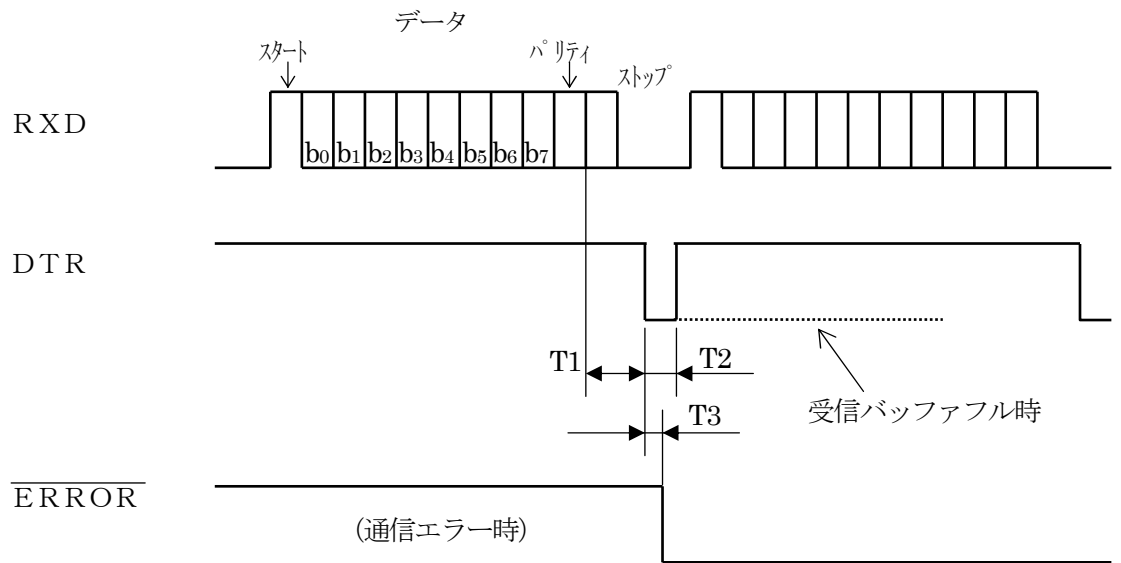 データ
スタート
パリティ
ストップ
RXD
b0 b1 b2 b3 b4 b5 b6 b7
DTR
T1
T2
受信バッファフル時
T3
ERROR
(通信エラー時)